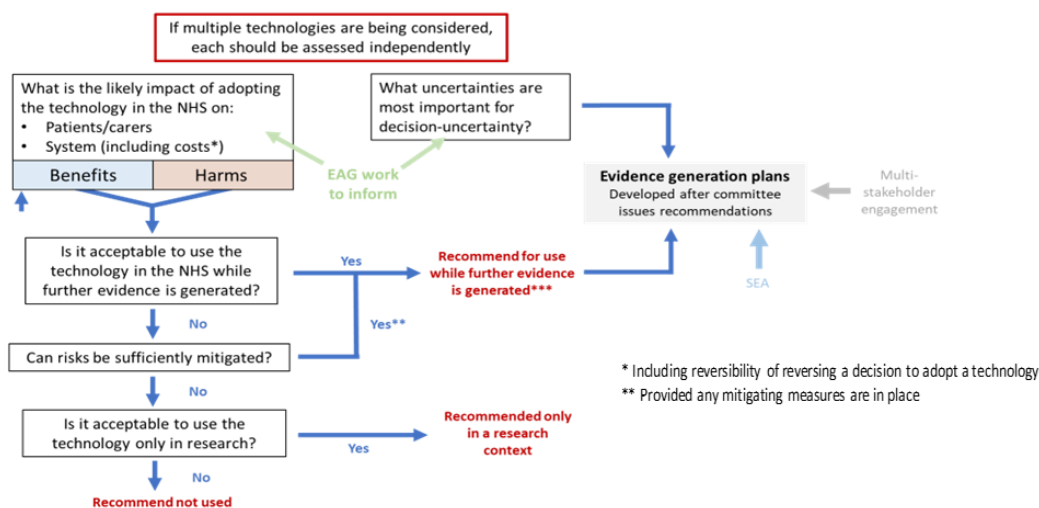 If multiple technologies are being considered,
each should be assessed independently
What is the likely impact of adopting
the technology in the NHS on:
• Patients/carers
• System (including costs*)
Benefits
Harms
What uncertainties are
most important for
decision-uncertainty?
EAG work
to inform
Evidence generation plans
Developed after committee
issues recommendations
Multi-
stakeholder
engagement
SEA
Is it acceptable to use the
technology in the NHS while
further evidence is generated?
Yes
Recommend for use
while further evidence
is generated***
No
Yes**
Can risks be sufficiently mitigated?
No
Is it acceptable to use the
technology only in research?
Yes
Recommended only
in a research
context
No
Recommend not used
* Including reversibility of reversing a decision to adopt a technology
** Provided any mitigating measures are in place